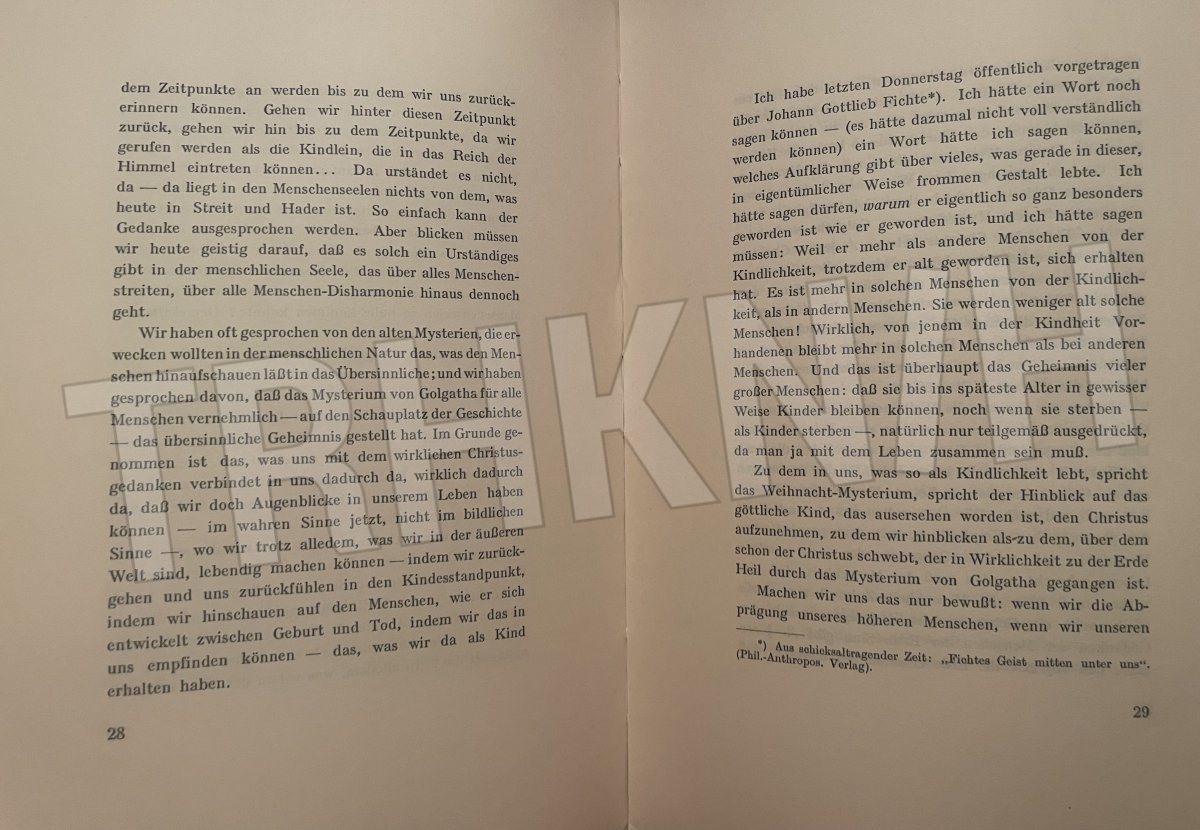 dem Zeitpunkte an werden bis zu dem wir uns zurück-
erinnern können. Gehen wir hinter diesen Zeitpunkt
zurück, gehen wir hin bis zu dem Zeitpunkte, da wir
gerufen werden als die Kindlein, die in das Reich der
Himmel eintreten können... Da urständet es nicht,
da — da liegt in den Menschenseelen nichts von dem, was
heute in Streit und Hader ist. So einfach kann der
Gedanke ausgesprochen werden. Aber blicken müssen
wir heute geistig darauf, daß es solch ein Urständiges
gibt in der menschlichen Seele, das über alles Menschen-
streiten, über alle Menschen-Disharmonie hinaus dennoch
geht.
Wir haben oft gesprochen von den alten Mysterien, die er-
wecken wollten in der menschlichen Natur das, was den Men-
schen hinaufschauen läßt in das Übersinnliche; und wir haben
gesprochen davon, daß das Mysterium von Golgatha für alle
Menschen vernehmlich — auf den Schauplatz der Geschichte
— das übersinnliche Geheimnis gestellt hat. Im Grunde ge-
nommen ist das, was uns mit dem wirklichen Christus-
gedanken verbindet in uns dadurch da, wirklich dadurch
da, daß wir doch Augenblicke in unserem Leben haben
können — im wahren Sinne jetzt, nicht im bildlichen
Sinne —, wo wir trotz alledem, was wir in der äußeren
Welt sind, lebendig machen können — indem wir zurück-
gehen und uns zurückfühlen in den Kindesstandpunkt,
indem wir hinschauen auf den Menschen, wie er sich
entwickelt zwischen Geburt und Tod, indem wir das in
uns empfinden können — das, was wir da als Kind
erhalten haben.
28
Ich habe letzten Donnerstag öffentlich vorgetragen
über Johann Gottlieb Fichte*). Ich hätte ein Wort noch
sagen können — (es hätte dazumal nicht voll verständlich
werden können) ein Wort hätte ich sagen können,
welches Aufklärung gibt über vieles, was gerade in dieser,
in eigentümlicher Weise frommen Gestalt lebte. Ich
hätte sagen dürfen, warum er eigentlich so ganz besonders
geworden ist wie er geworden ist, und ich hätte sagen
müssen: Weil er mehr als andere Menschen von der
Kindlichkeit, trotzdem er alt geworden ist, sich erhalten
hat. Es ist mehr in solchen Menschen von der Kindlich-
keit, als in andern Menschen. Sie werden weniger alt solche
Menschen! Wirklich, von jenem in der Kindheit Vor-
handenen bleibt mehr in solchen Menschen als bei anderen
Menschen. Und das ist überhaupt das Geheimnis vieler
großer Menschen: daß sie bis ins späteste Alter in gewisser
Weise Kinder bleiben können, noch wenn sie sterben —
als Kinder sterben —, natürlich nur teilgemäß ausgedrückt,
da man ja mit dem Leben zusammen sein muß.
Zu dem in uns, was so als Kindlichkeit lebt, spricht
das Weihnacht-Mysterium, spricht der Hinblick auf das
göttliche Kind, das ausersehen worden ist, den Christus
aufzunehmen, zu dem wir hinblicken als-zu dem, über dem
schon der Christus schwebt, der in Wirklichkeit zu der Erde
Heil durch das Mysterium von Golgatha gegangen ist.
Machen wir uns das nur bewußt: wenn wir die Ab-
prägung unseres höheren Menschen, wenn wir unseren
*) Aus schicksaltragender Zeit: „Fichtes Geist mitten unter uns“.
(Phil.-Anthropos. Verlag).
29
TRHKNVH